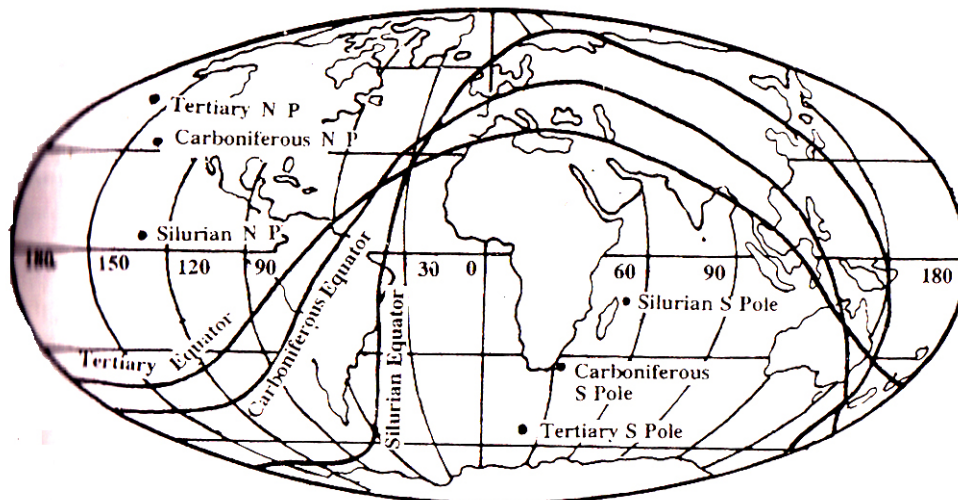 Tertiary N P
Carboniferous N P
Silurian N P
180
150
120
90
30
0
60
90
180
Silurian S Pole
Tertiary Equator
Carboniferous Equator
Silurian Equator
Carboniferous
S Pole
Tertiary S Pole